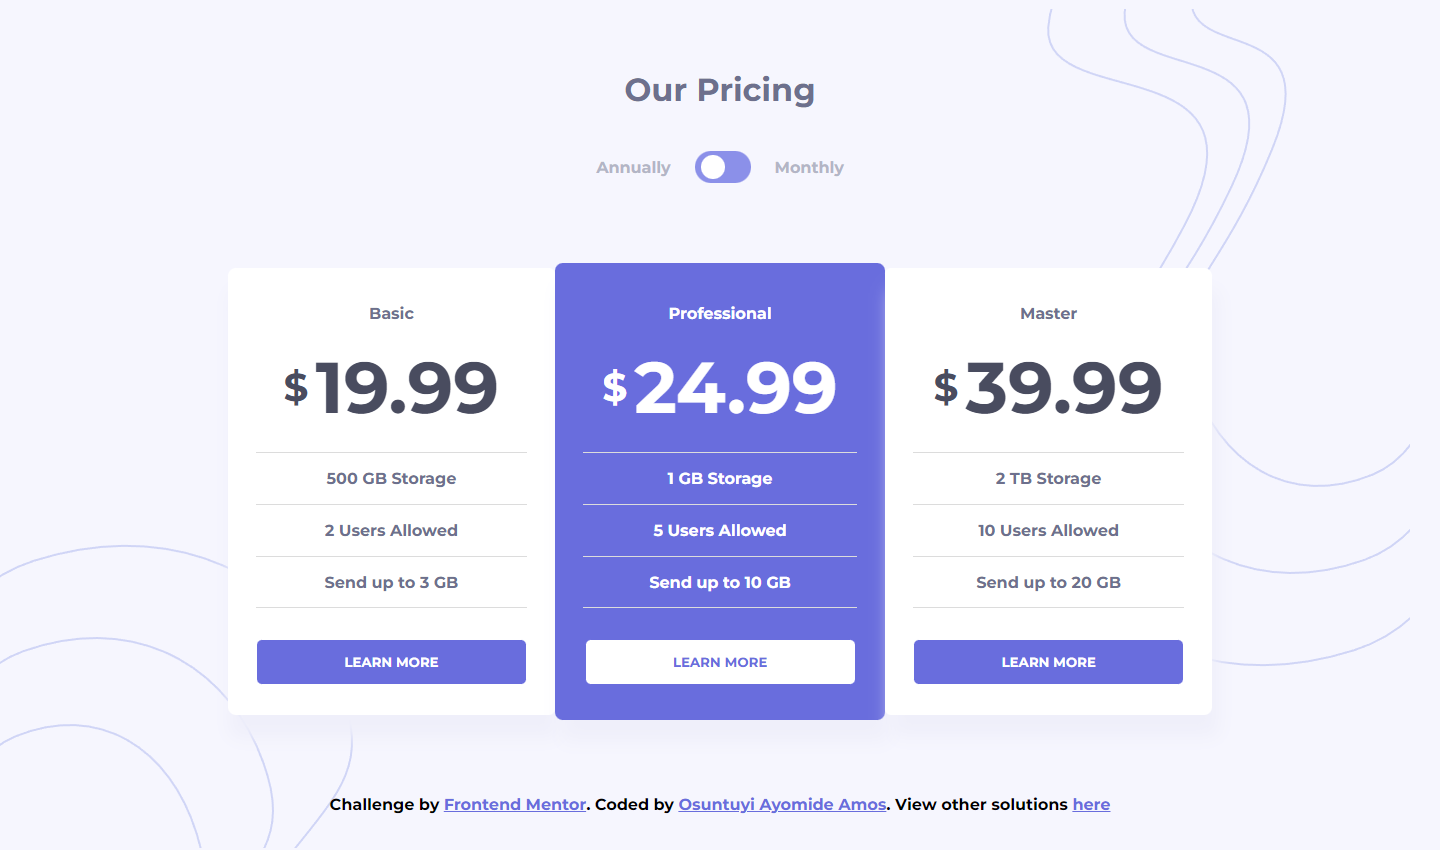 Our Pricing
Annually Monthly
Basic
$19.99
500 GB Storage
2 Users Allowed
Send up to 3 GB
LEARN MORE
Professional
$24.99
1 GB Storage
5 Users Allowed
Send up to 10 GB
LEARN MORE
Master
$39.99
2 TB Storage
10 Users Allowed
Send up to 20 GB
LEARN MORE
Challenge by Frontend Mentor. Coded by Osuntuyi Ayomide Amos. View other solutions here